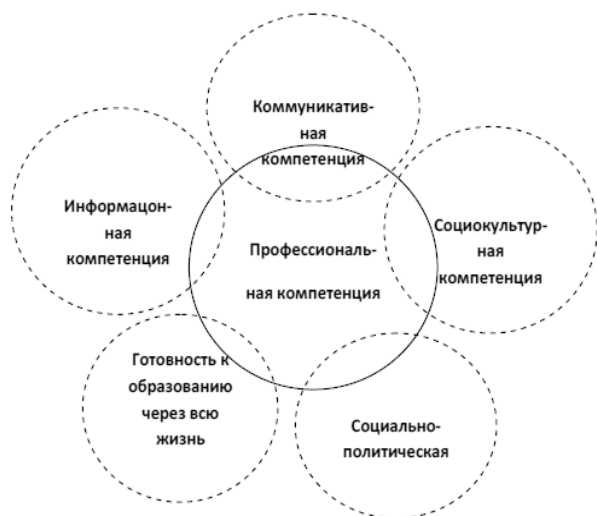 Коммуникатив-
ная
компетенция
Информацон-
ная
компетенция
Социокультур-
ная
компетенция
Профессиональ-
ная компетенция
Готовность к
образованию
через всю
жизнь
Социально-
политическая